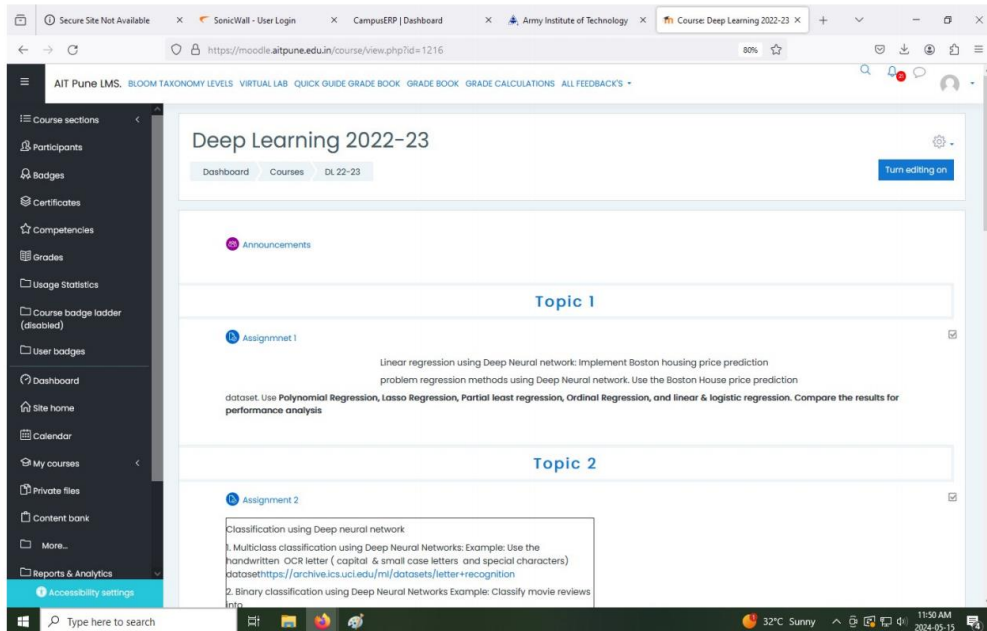 Secure Site Not Available
SonicWall - User Login
CampusERP | Dashboard
Army Institute of Technology
Course: Deep Learning 2022-23
https://moodle.aitpune.edu.in/course/view.php?id=1216
80%
AIT Pune LMS.
BLOOM TAXONOMY LEVELS VIRTUAL LAB QUICK GUIDE GRADE BOOK GRADE BOOK GRADE CALCULATIONS ALL FEEDBACK'S
Course sections
Participants
Badges
Certificates
Competencies
Grades
Usage Statistics
Course badge ladder
(disabled)
User badges
Dashboard
Site home
Calendar
My courses
Private files
Content bank
More...
Reports & Analytics
Accessibility settings
Deep Learning 2022-23
Dashboard Courses DL 22-23
Turn editing on
Announcements
Topic 1
Assignmnet 1
Linear regression using Deep Neural network: Implement Boston housing price prediction
problem regression methods using Deep Neural network. Use the Boston House price prediction
dataset. Use Polynomial Regression, Lasso Regression, Partial least regression, Ordinal Regression, and linear & logistic regression. Compare the results for
performance analysis
Topic 2
Assignment 2
Classification using Deep neural network
1. Multiclass classification using Deep Neural Networks: Example: Use the
handwritten OCR letter ( capital & small case letters and special characters)
datasethttps://archive.ics.uci.edu/ml/datasets/letter+recognition
2. Binary classification using Deep Neural Networks Example: Classify movie reviews
into
Type here to search
32°C Sunny
11:50 AM
2024-05-15